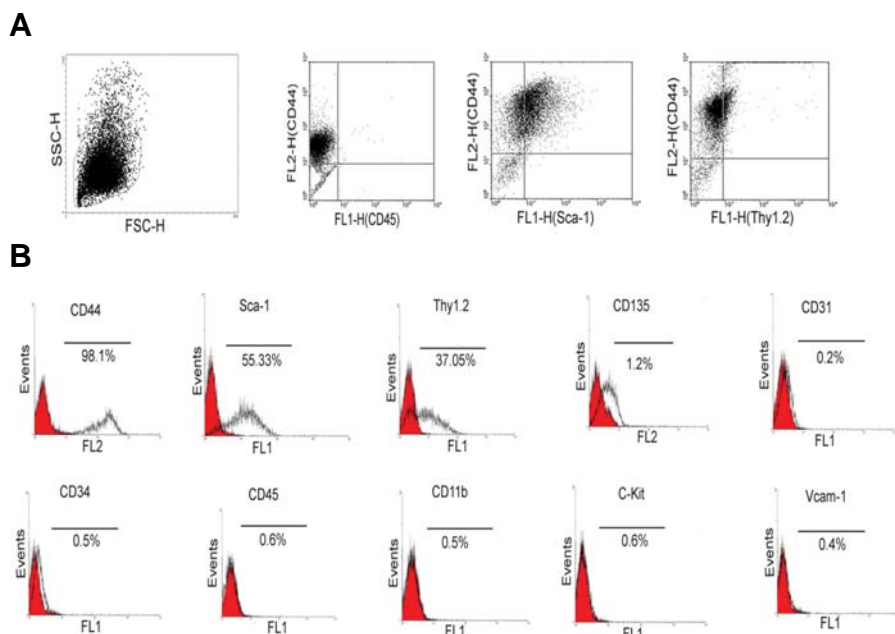 A
SSC-H
FSC-H
FL2-H(CD44)
FL1-H(CD45)
FL2-H(CD44)
FL1-H(Sca-1)
FL2-H(CD44)
FL1-H(Thy1.2)
B
CD44
98.1%
Events
FL2
Sca-1
55.33%
Events
FL1
Thy1.2
37.05%
Events
FL1
CD135
1.2%
Events
FL2
CD31
0.2%
Events
FL1
CD34
0.5%
Events
FL1
CD45
0.6%
Events
FL1
CD11b
0.5%
Events
FL1
C-Kit
0.6%
Events
FL1
Vcam-1
0.4%
Events
FL1